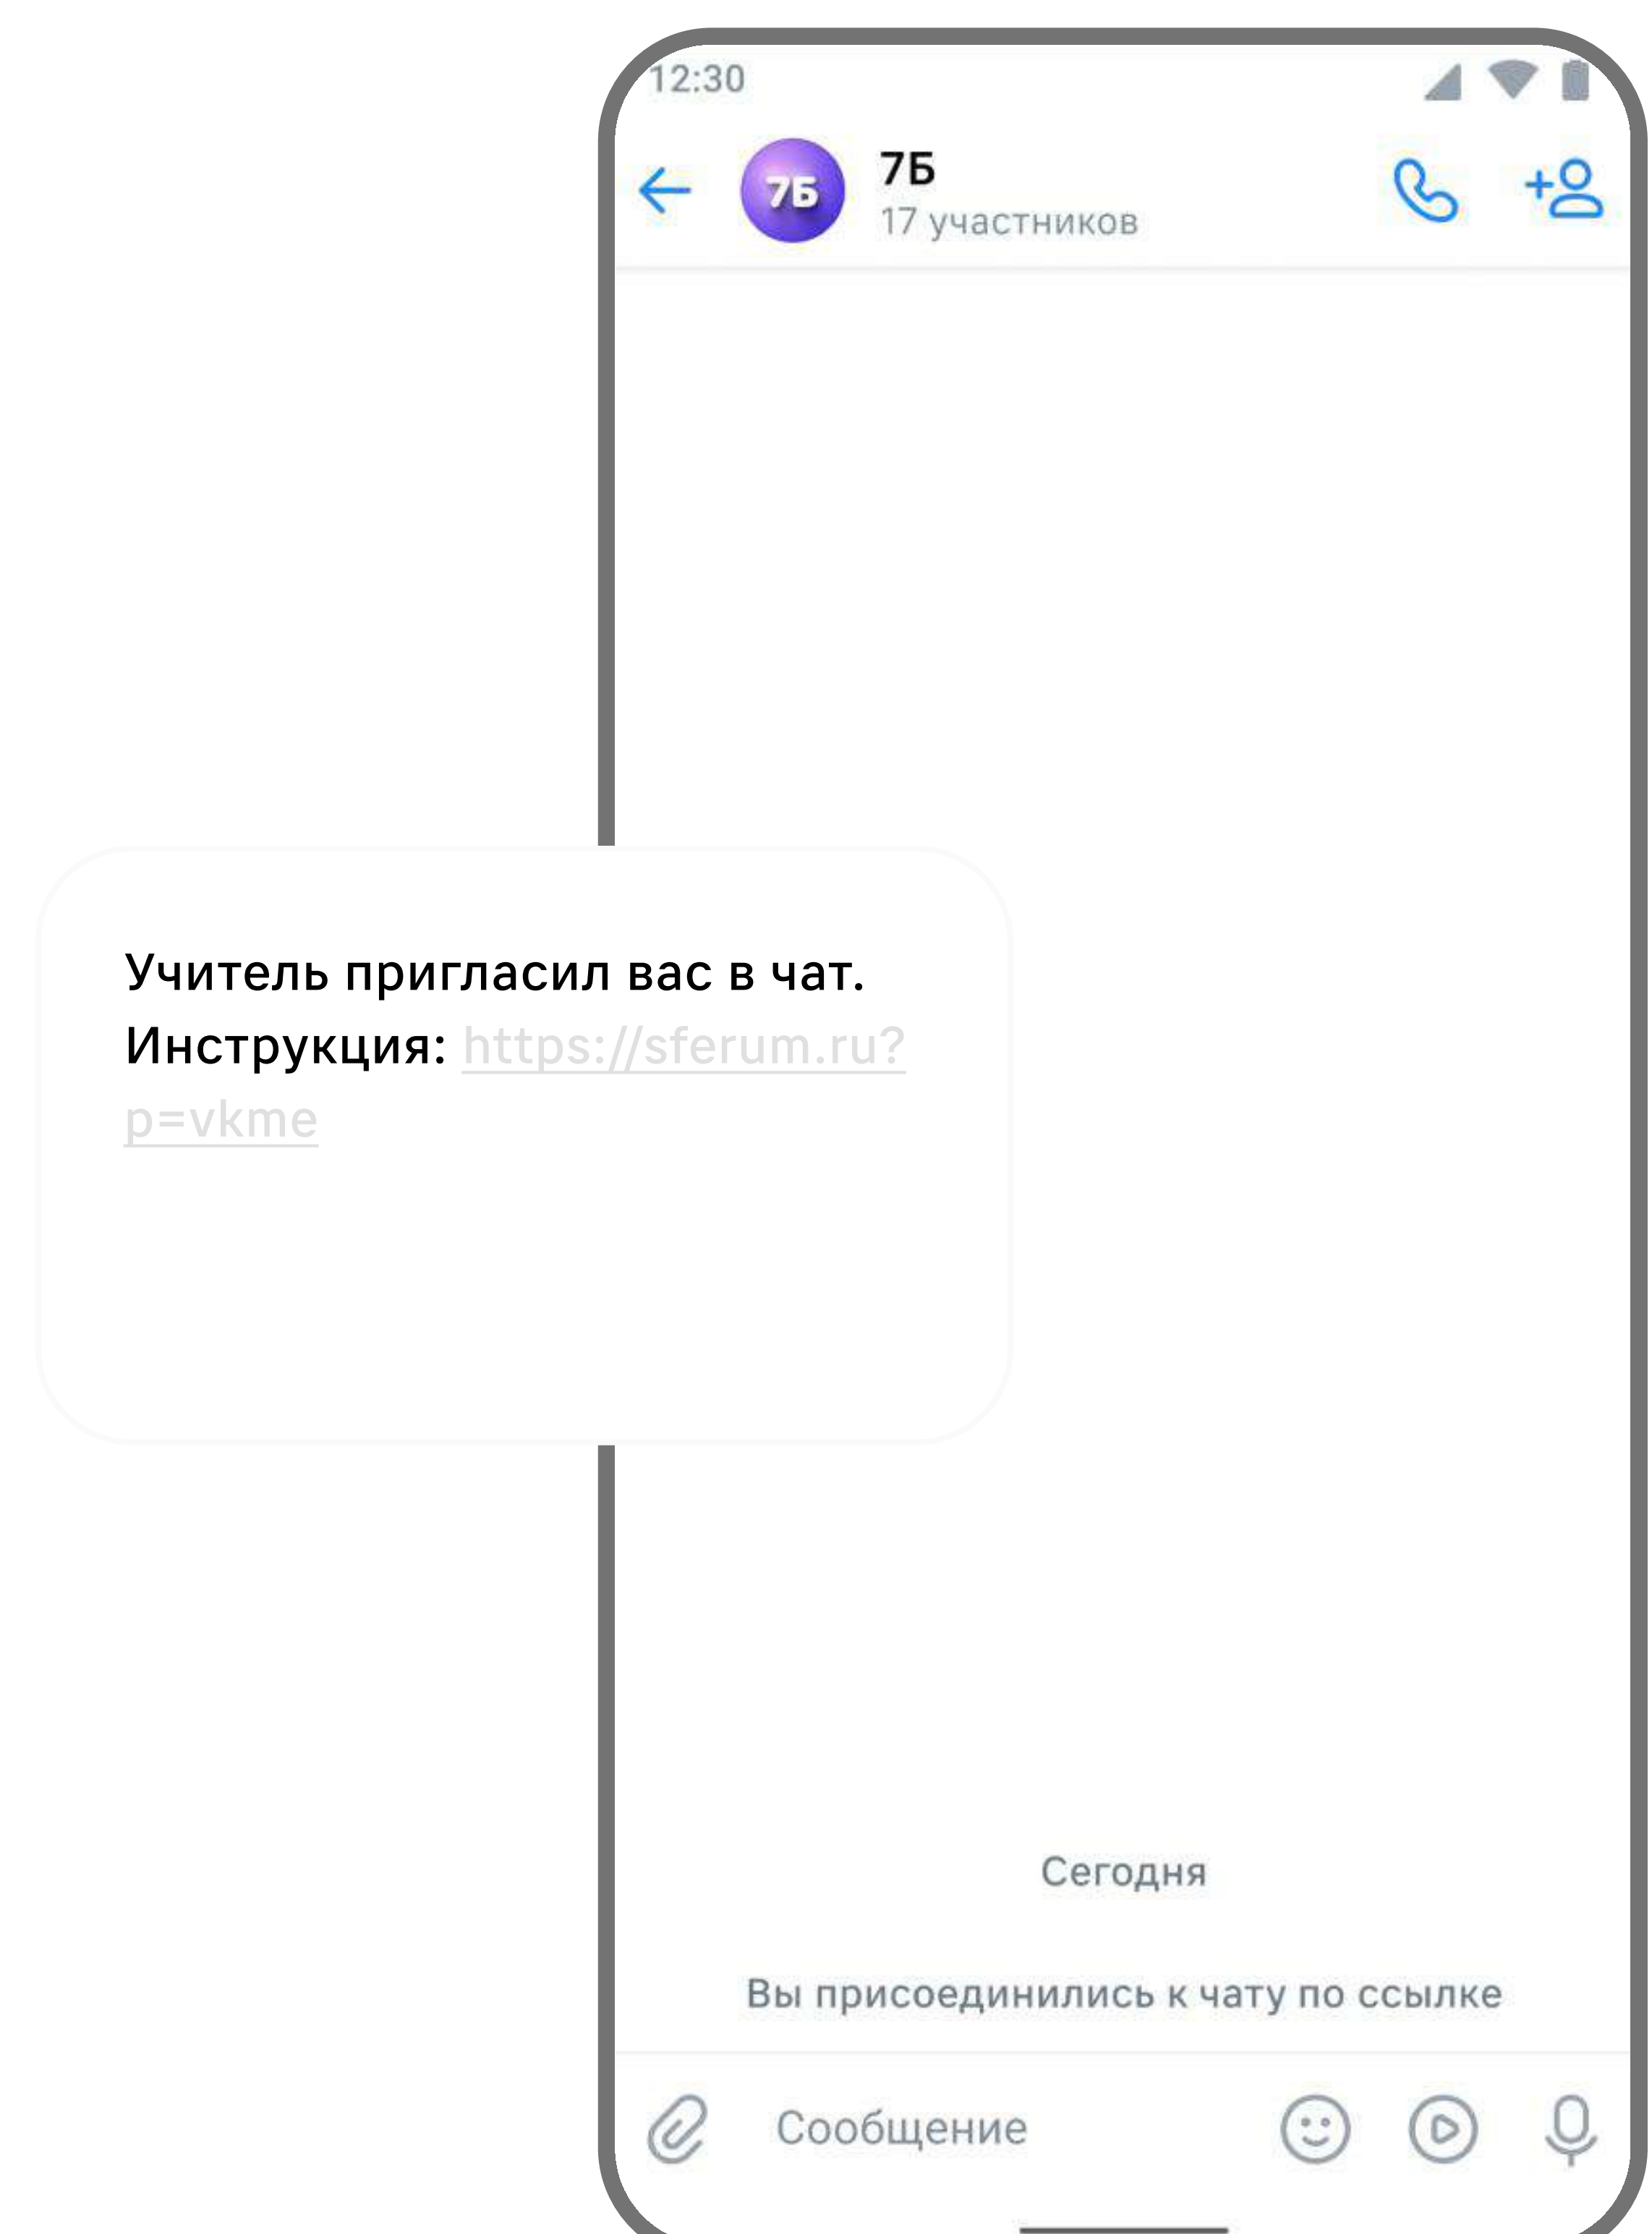 12:30
7Б
7Б
17 участников
Учитель пригласил вас в чат.
Инструкция: https://sferum.ru?
p=vkme
Сегодня
Вы присоединились к чату по ссылке
Сообщение